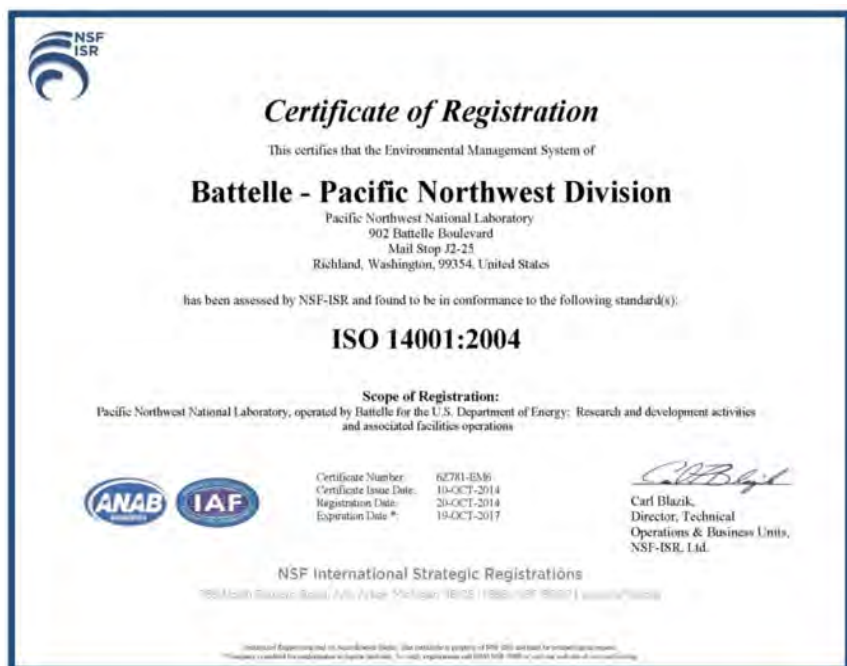 NSF
ISR
Certificate of Registration
This certifies that the Environmental Management System of
Battelle - Pacific Northwest Division
Pacific Northwest National Laboratory
902 Battelle Boulevard
Mail Stop J2-25
Richland, Washington, 99354, United States
has been assessed by NSF-ISR and found to be in conformance to the following standard(s):
ISO 14001:2004
Scope of Registration:
Pacific Northwest National Laboratory, operated by Battelle for the U.S. Department of Energy: Research and development activities
and associated facilities operations
ANAB
IAF
Certificate Number: 6Z781-EM6
Certificate Issue Date: 10-OCT-2014
Registration Date: 20-OCT-2014
Expiration Date *: 19-OCT-2017
Carl Blazik,
Director, Technical
Operations & Business Units,
NSF-ISR, Ltd.
NSF International Strategic Registrations